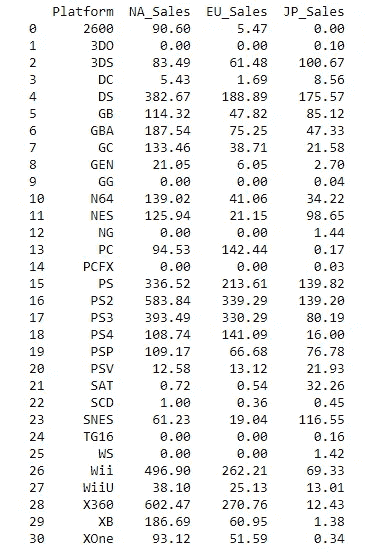 Platform NA_Sales EU_Sales JP_Sales
0 2600 90.60 5.47 0.00
1 3DO 0.00 0.00 0.10
2 3DS 83.49 61.48 100.67
3 DC 5.43 1.69 8.56
4 DS 382.67 188.89 175.57
5 GB 114.32 47.82 85.12
6 GBA 187.54 75.25 47.33
7 GC 133.46 38.71 21.58
8 GEN 21.05 6.05 2.70
9 GG 0.00 0.00 0.04
10 N64 139.02 41.06 34.22
11 NES 125.94 21.15 98.65
12 NG 0.00 0.00 1.44
13 PC 94.53 142.44 0.17
14 PCFX 0.00 0.00 0.03
15 PS 336.52 213.61 139.82
16 PS2 583.84 339.29 139.20
17 PS3 393.49 330.29 80.19
18 PS4 108.74 141.09 16.00
19 PSP 109.17 66.68 76.78
20 PSV 12.58 13.12 21.93
21 SAT 0.72 0.54 32.26
22 SCD 1.00 0.36 0.45
23 SNES 61.23 19.04 116.55
24 TG16 0.00 0.00 0.16
25 WS 0.00 0.00 1.42
26 Wii 496.90 262.21 69.33
27 WiiU 38.10 25.13 13.01
28 X360 602.47 270.76 12.43
29 XB 186.69 60.95 1.38
30 XOne 93.12 51.59 0.34